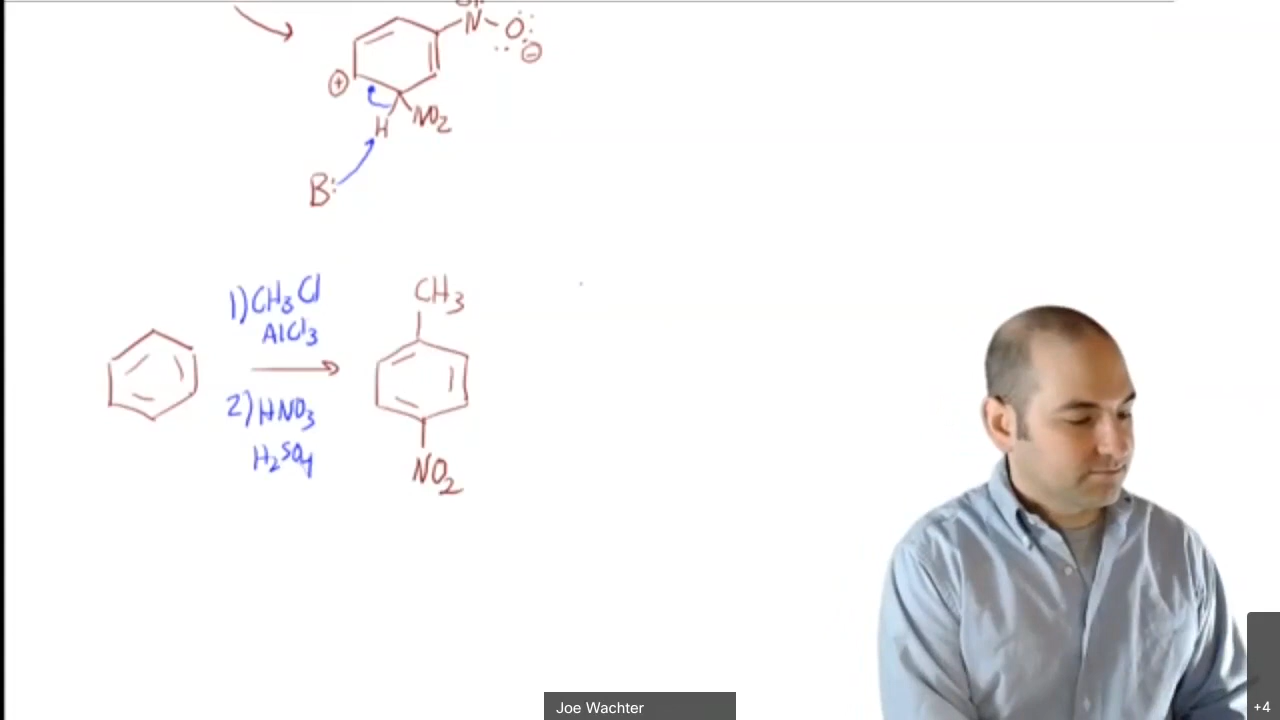 N-O:
⊖
⊕
H NO2
B:
1) CH3Cl
AlCl3
2) HNO3
H2SO4
CH3
NO2
Joe Wachter
+4